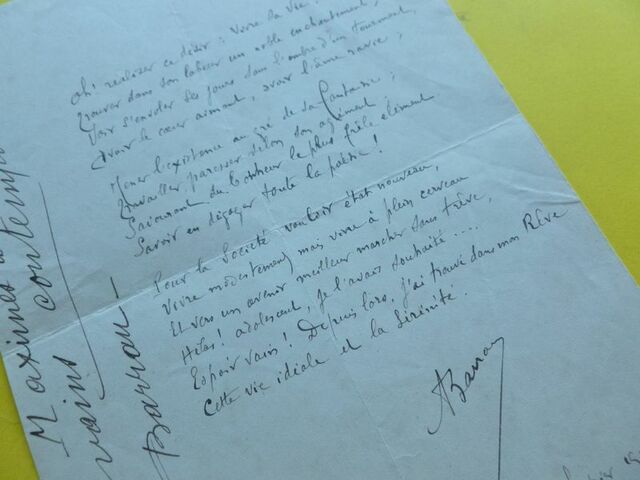 Oh! réaliser ce désir : vivre sa vie,
Trouver dans son labeur un noble enchantement,
Voir s'envoler ses jours dans l'ombre d'un tourment,
Avoir le cœur aimant, avoir l'âme ravie ;
Mener l'existence au gré de sa Fantaisie ;
Travailler, paresser selon son agrément ;
Savourant du bonheur le plus frêle élément
Savoir en dégager toute la poésie !
Pour la Société vouloir état nouveau,
Vivre modestement mais vivre à plein cerveau
Et vers un avenir meilleur marcher sans trêve,
Hélas ! adolescent, je l'avais souhaité ....
Espoir vain ! Depuis lors, j'ai trouvé dans mon Rêve
Cette vie idéale et la Sérénité.
ABarrau
Maximes
vains contempo
Barrau -